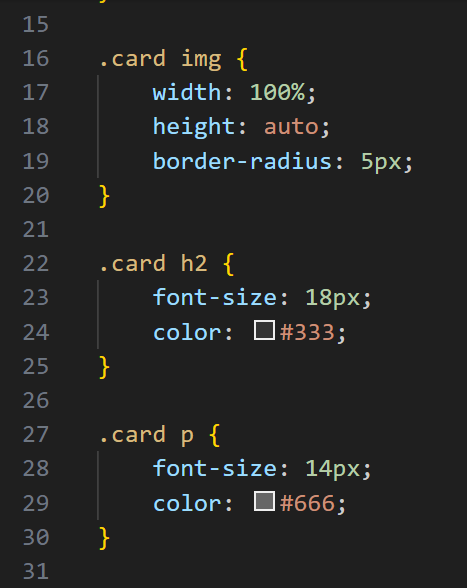 15
16 .card img {
17 width: 100%;
18 height: auto;
19 border-radius: 5px;
20 }
21
22 .card h2 {
23 font-size: 18px;
24 color: #333;
25 }
26
27 .card p {
28 font-size: 14px;
29 color: #666;
30 }
31